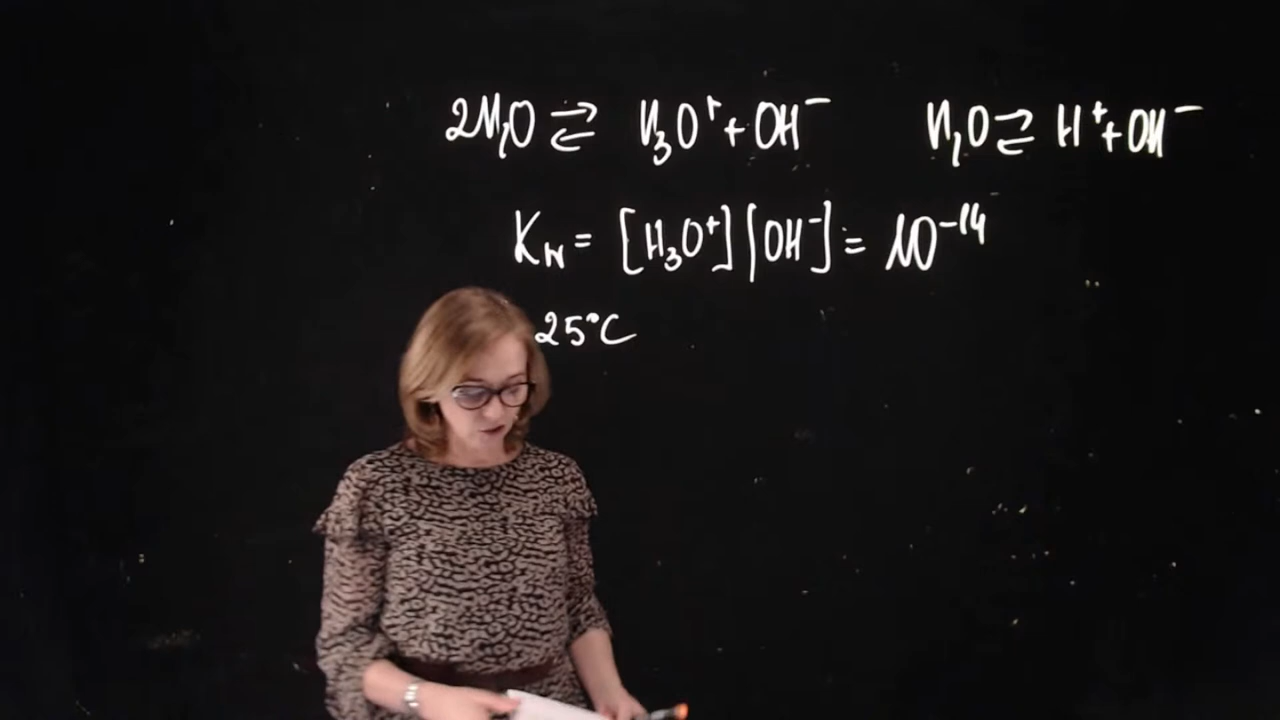 2H₂O ⇌ H₃O⁺ + OH⁻ H₂O ⇌ H⁺ + OH⁻
K_w = [H₃O⁺][OH⁻] = 10⁻¹⁴
25°C